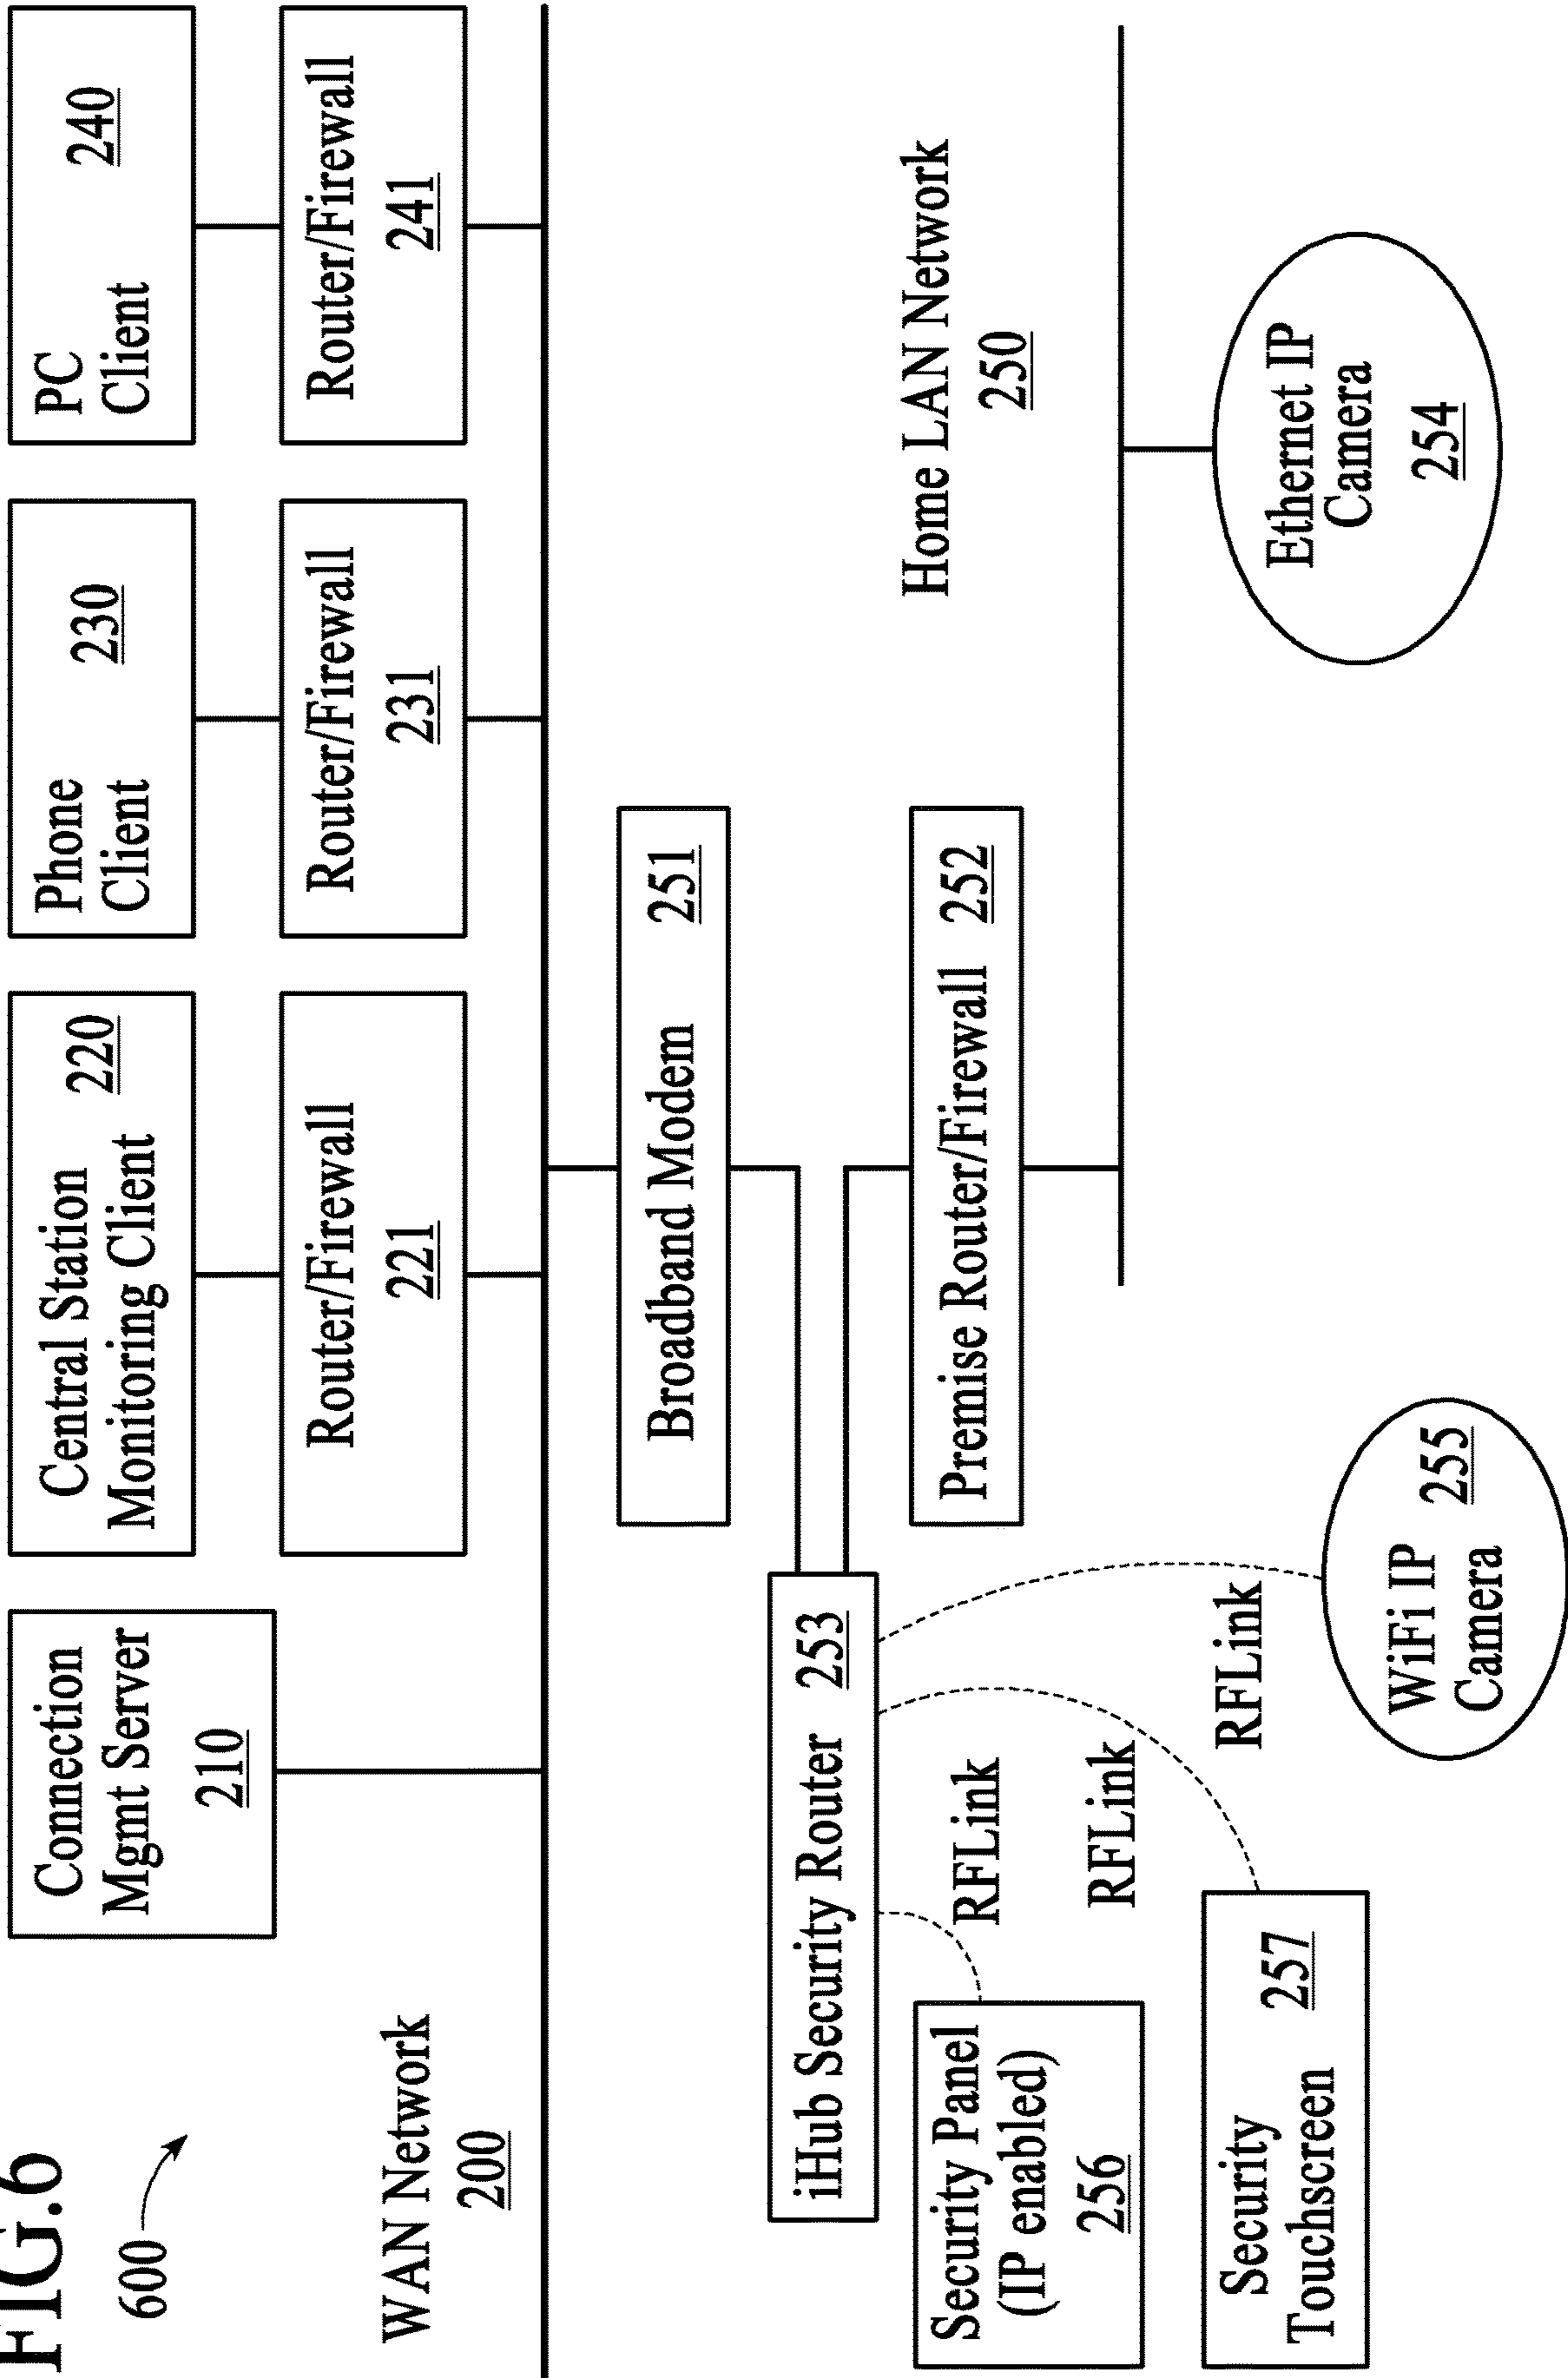 FIG.6
600
Connection
Mgmt Server
210
Central Station
Monitoring Client
220
Phone
Client
230
PC
Client
240
Router/Firewall
221
Router/Firewall
231
Router/Firewall
241
WAN Network
200
Broadband Modem 251
iHub Security Router 253
Premise Router/Firewall 252
Home LAN Network
250
Security Panel
(IP enabled)
256
RFLink
RFLink
RFLink
Security
Touchscreen
257
WiFi IP
Camera
255
Ethernet IP
Camera
254